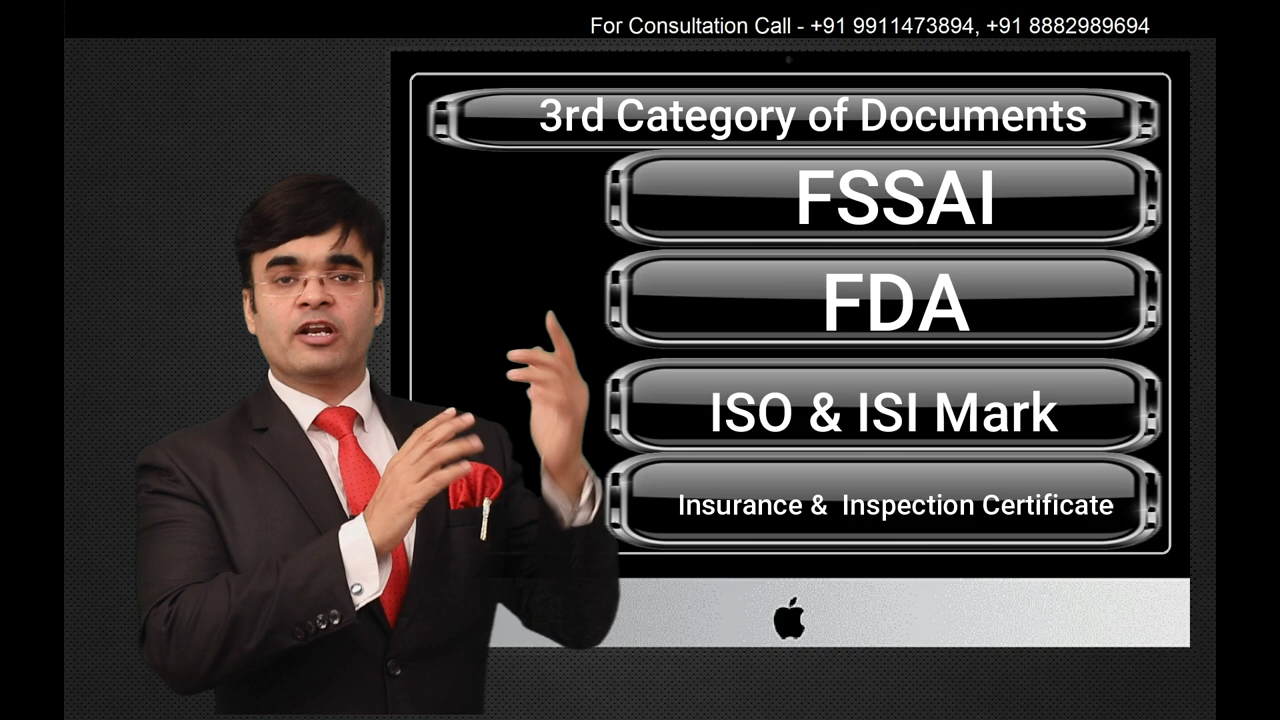 For Consultation Call - +91 9911473894, +91 8882989694
3rd Category of Documents
FSSAI
FDA
ISO & ISI Mark
Insurance & Inspection Certificate